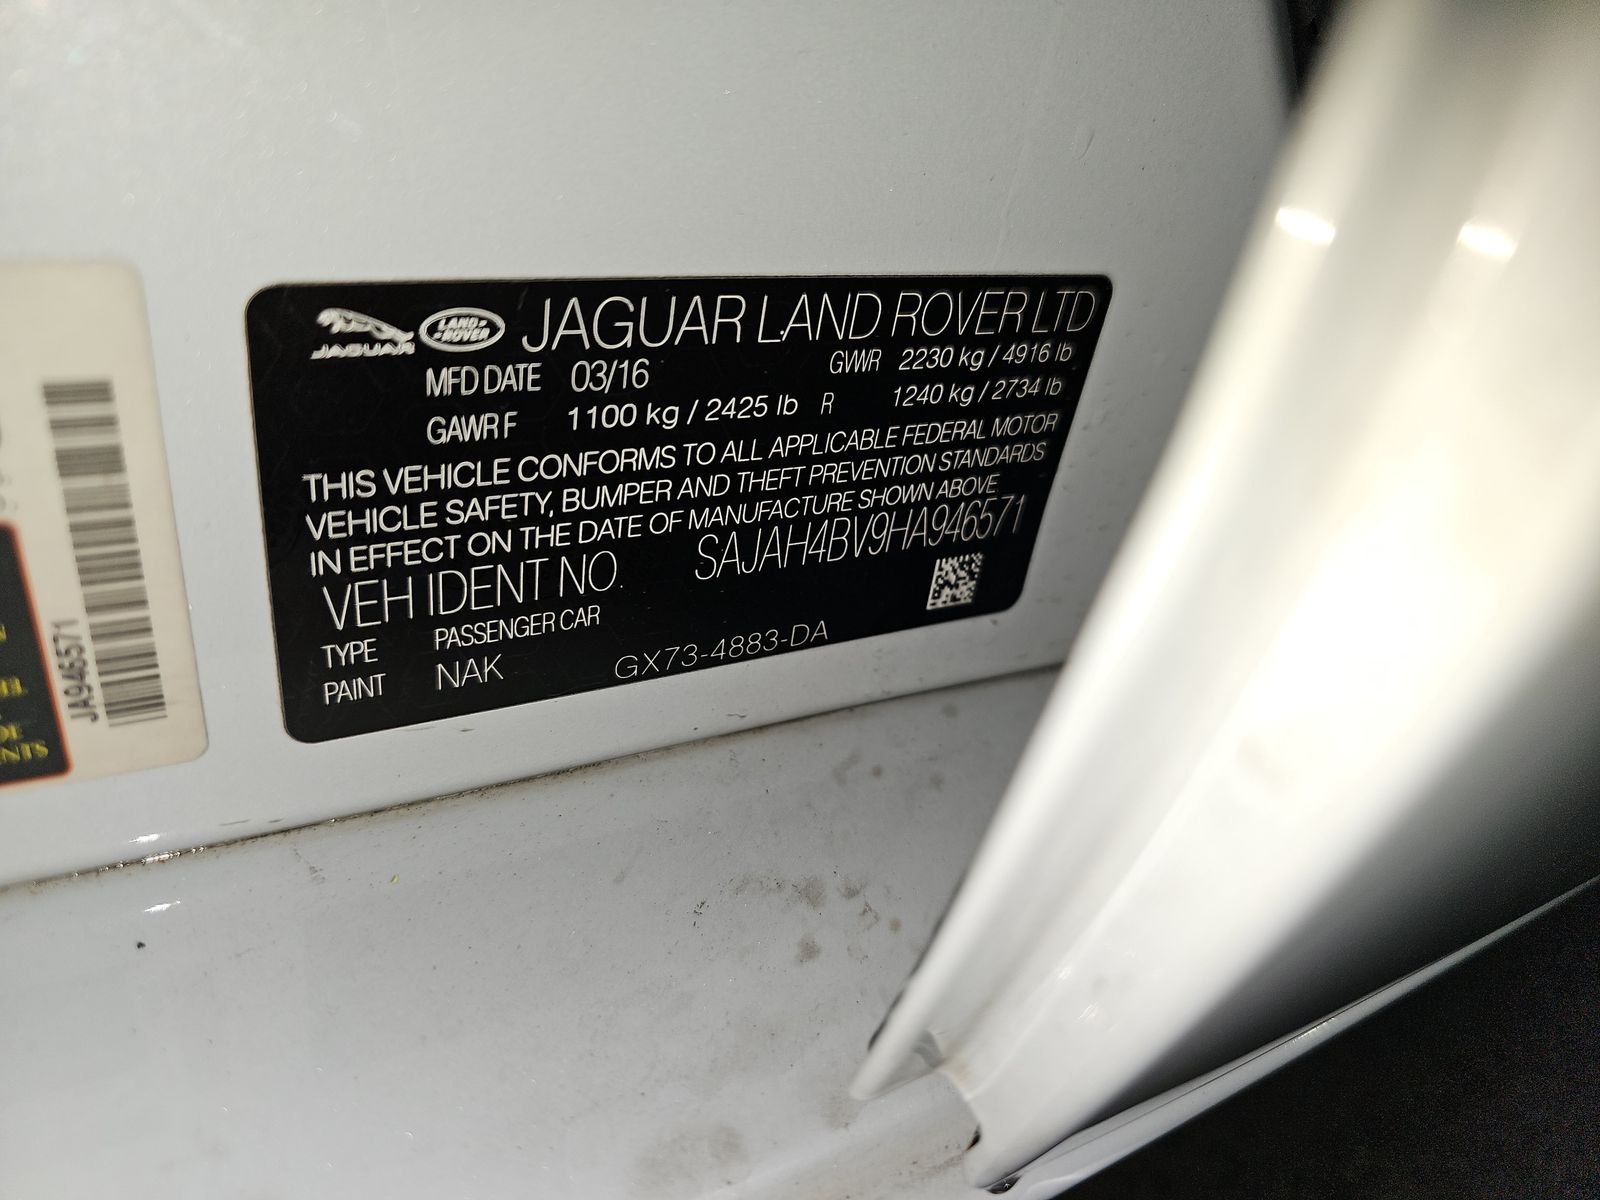 JAGUAR LAND ROVER JAGUAR LAND ROVER LTD
MFD DATE 03/16 GVWR 2230 kg / 4916 lb
GAWR F 1100 kg / 2425 lb R 1240 kg / 2734 lb
THIS VEHICLE CONFORMS TO ALL APPLICABLE FEDERAL MOTOR
VEHICLE SAFETY, BUMPER AND THEFT PREVENTION STANDARDS
IN EFFECT ON THE DATE OF MANUFACTURE SHOWN ABOVE
VEH IDENT NO. SAJAH4BV9HA946571
TYPE PASSENGER CAR
PAINT NAK GX73-4883-DA
JA946571